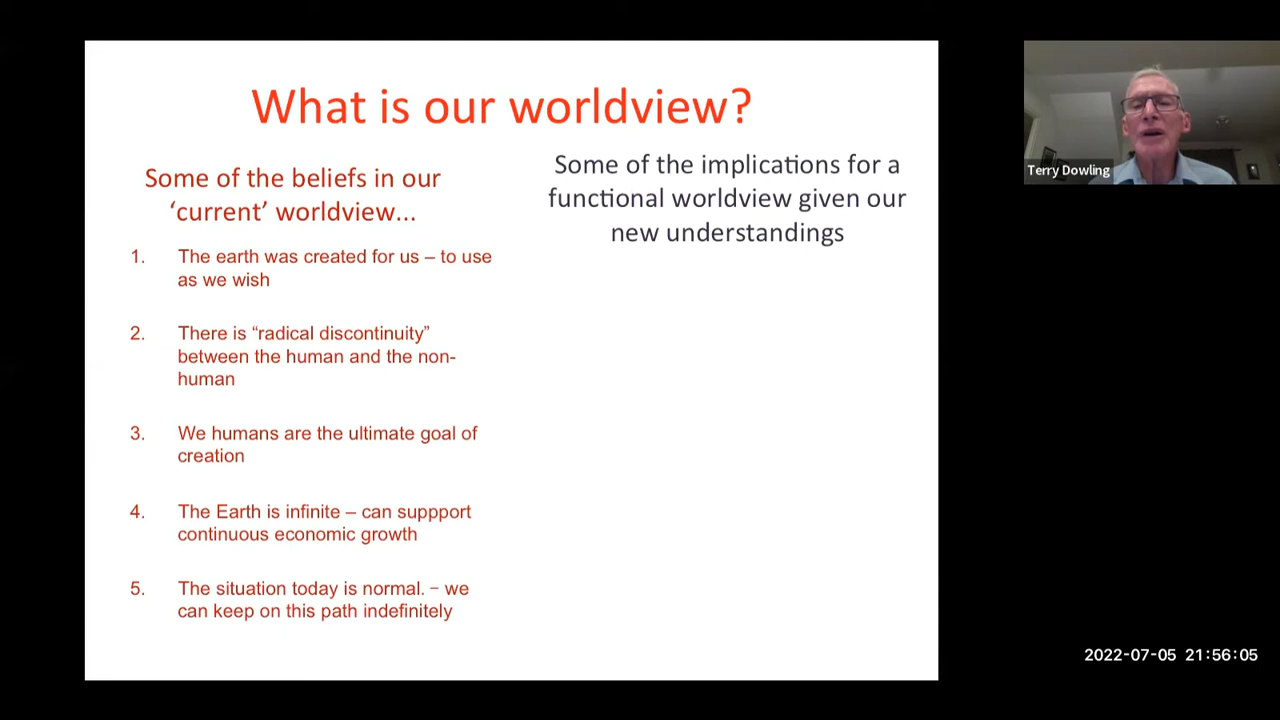 What is our worldview?
Some of the beliefs in our
‘current’ worldview...
1. The earth was created for us – to use
as we wish
2. There is “radical discontinuity”
between the human and the non-
human
3. We humans are the ultimate goal of
creation
4. The Earth is infinite – can suppport
continuous economic growth
5. The situation today is normal. – we
can keep on this path indefinitely
Some of the implications for a
functional worldview given our
new understandings
Terry Dowling
2022-07-05 21:56:05